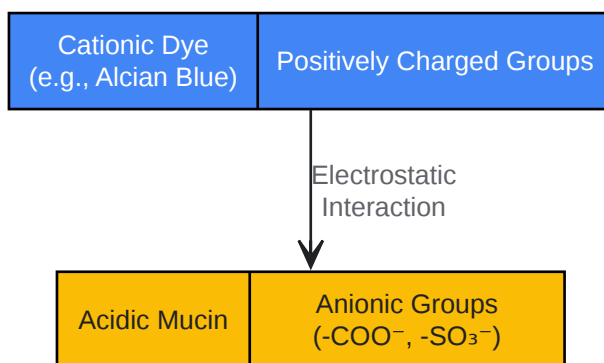 Cationic Dye
(e.g., Alcian Blue)
Positively Charged Groups
Electrostatic
Interaction
Acidic Mucin
Anionic Groups
(-COO⁻, -SO₃⁻)